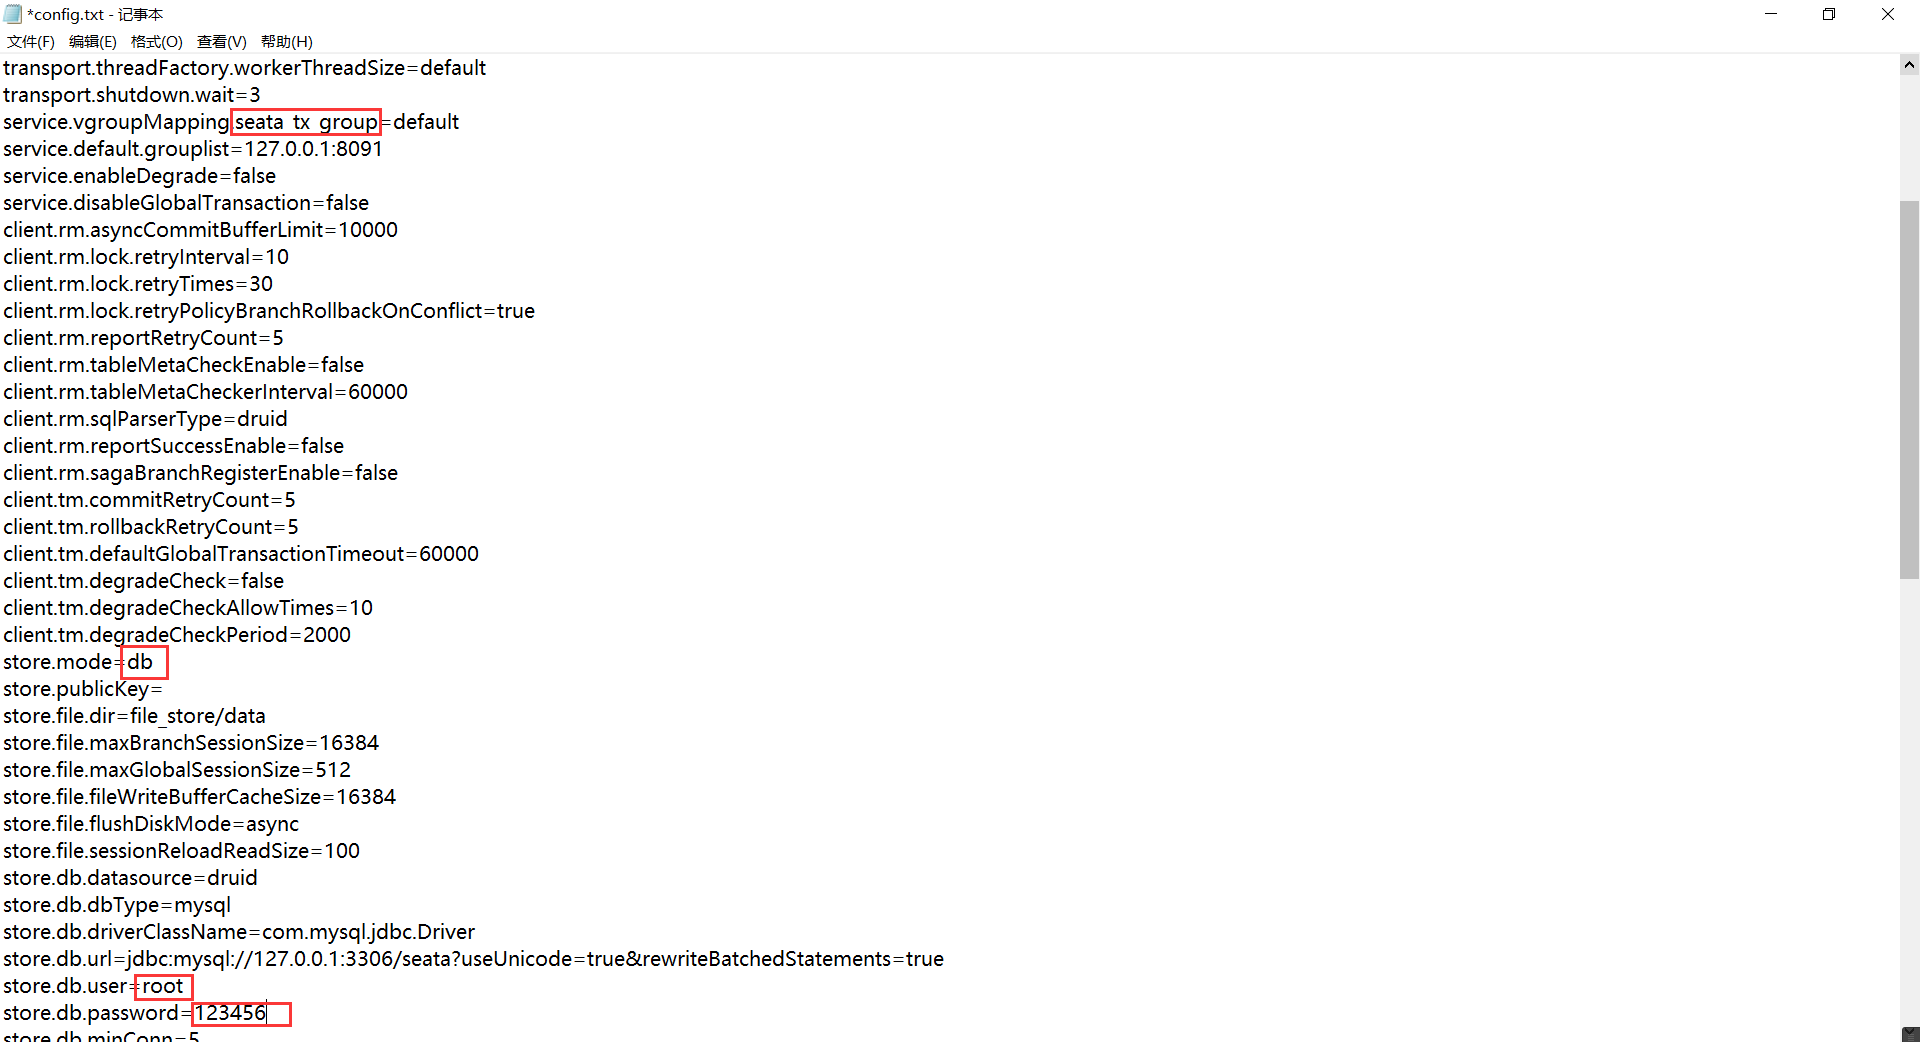 *config.txt - 记事本
文件(F) 编辑(E) 格式(O) 查看(V) 帮助(H)
transport.threadFactory.workerThreadSize=default
transport.shutdown.wait=3
service.vgroupMapping.seata_tx_group=default
service.default.grouplist=127.0.0.1:8091
service.enableDegrade=false
service.disableGlobalTransaction=false
client.rm.asyncCommitBufferLimit=10000
client.rm.lock.retryInterval=10
client.rm.lock.retryTimes=30
client.rm.lock.retryPolicyBranchRollbackOnConflict=true
client.rm.reportRetryCount=5
client.rm.tableMetaCheckEnable=false
client.rm.tableMetaCheckerInterval=60000
client.rm.sqlParserType=druid
client.rm.reportSuccessEnable=false
client.rm.sagaBranchRegisterEnable=false
client.tm.commitRetryCount=5
client.tm.rollbackRetryCount=5
client.tm.defaultGlobalTransactionTimeout=60000
client.tm.degradeCheck=false
client.tm.degradeCheckAllowTimes=10
client.tm.degradeCheckPeriod=2000
store.mode=db
store.publicKey=
store.file.dir=file_store/data
store.file.maxBranchSessionSize=16384
store.file.maxGlobalSessionSize=512
store.file.fileWriteBufferCacheSize=16384
store.file.flushDiskMode=async
store.file.sessionReloadReadSize=100
store.db.datasource=druid
store.db.dbType=mysql
store.db.driverClassName=com.mysql.jdbc.Driver
store.db.url=jdbc:mysql://127.0.0.1:3306/seata?useUnicode=true&rewriteBatchedStatements=true
store.db.user=root
store.db.password=123456
store.db.minConn=5